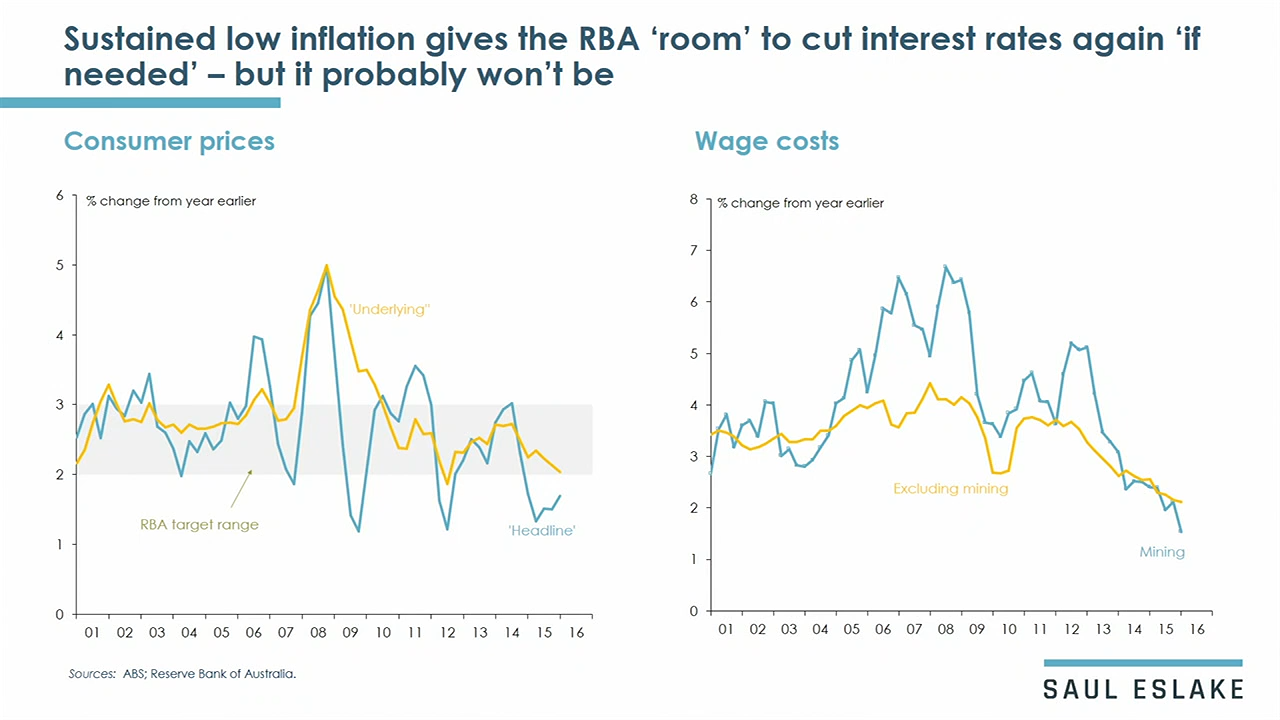 Sustained low inflation gives the RBA ‘room’ to cut interest rates again ‘if
needed’ – but it probably won’t be
Consumer prices
6
% change from year earlier
5
4
3
2
1
0
'Underlying"
RBA target range
'Headline'
01 02 03 04 05 06 07 08 09 10 11 12 13 14 15 16
Wage costs
8
% change from year earlier
7
6
5
4
3
2
1
0
Excluding mining
Mining
01 02 03 04 05 06 07 08 09 10 11 12 13 14 15 16
Sources: ABS; Reserve Bank of Australia.
SAUL ESLAKE